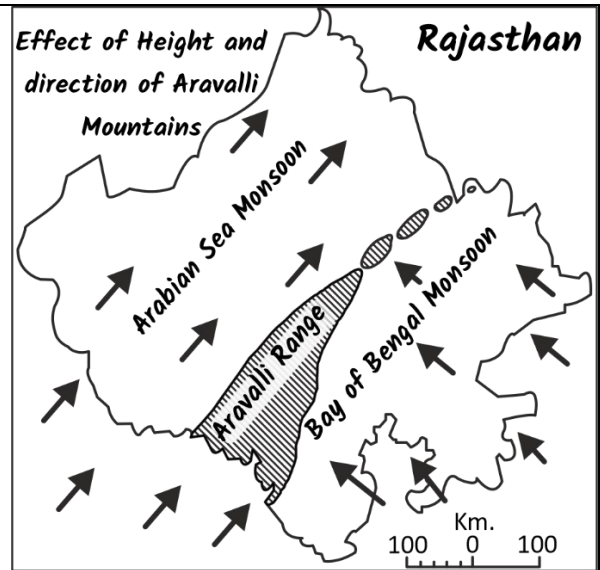 Effect of Height and
direction of Aravalli
Mountains
Rajasthan
Arabian Sea Monsoon
Aravalli Range
Bay of Bengal Monsoon
Km.
100 0 100